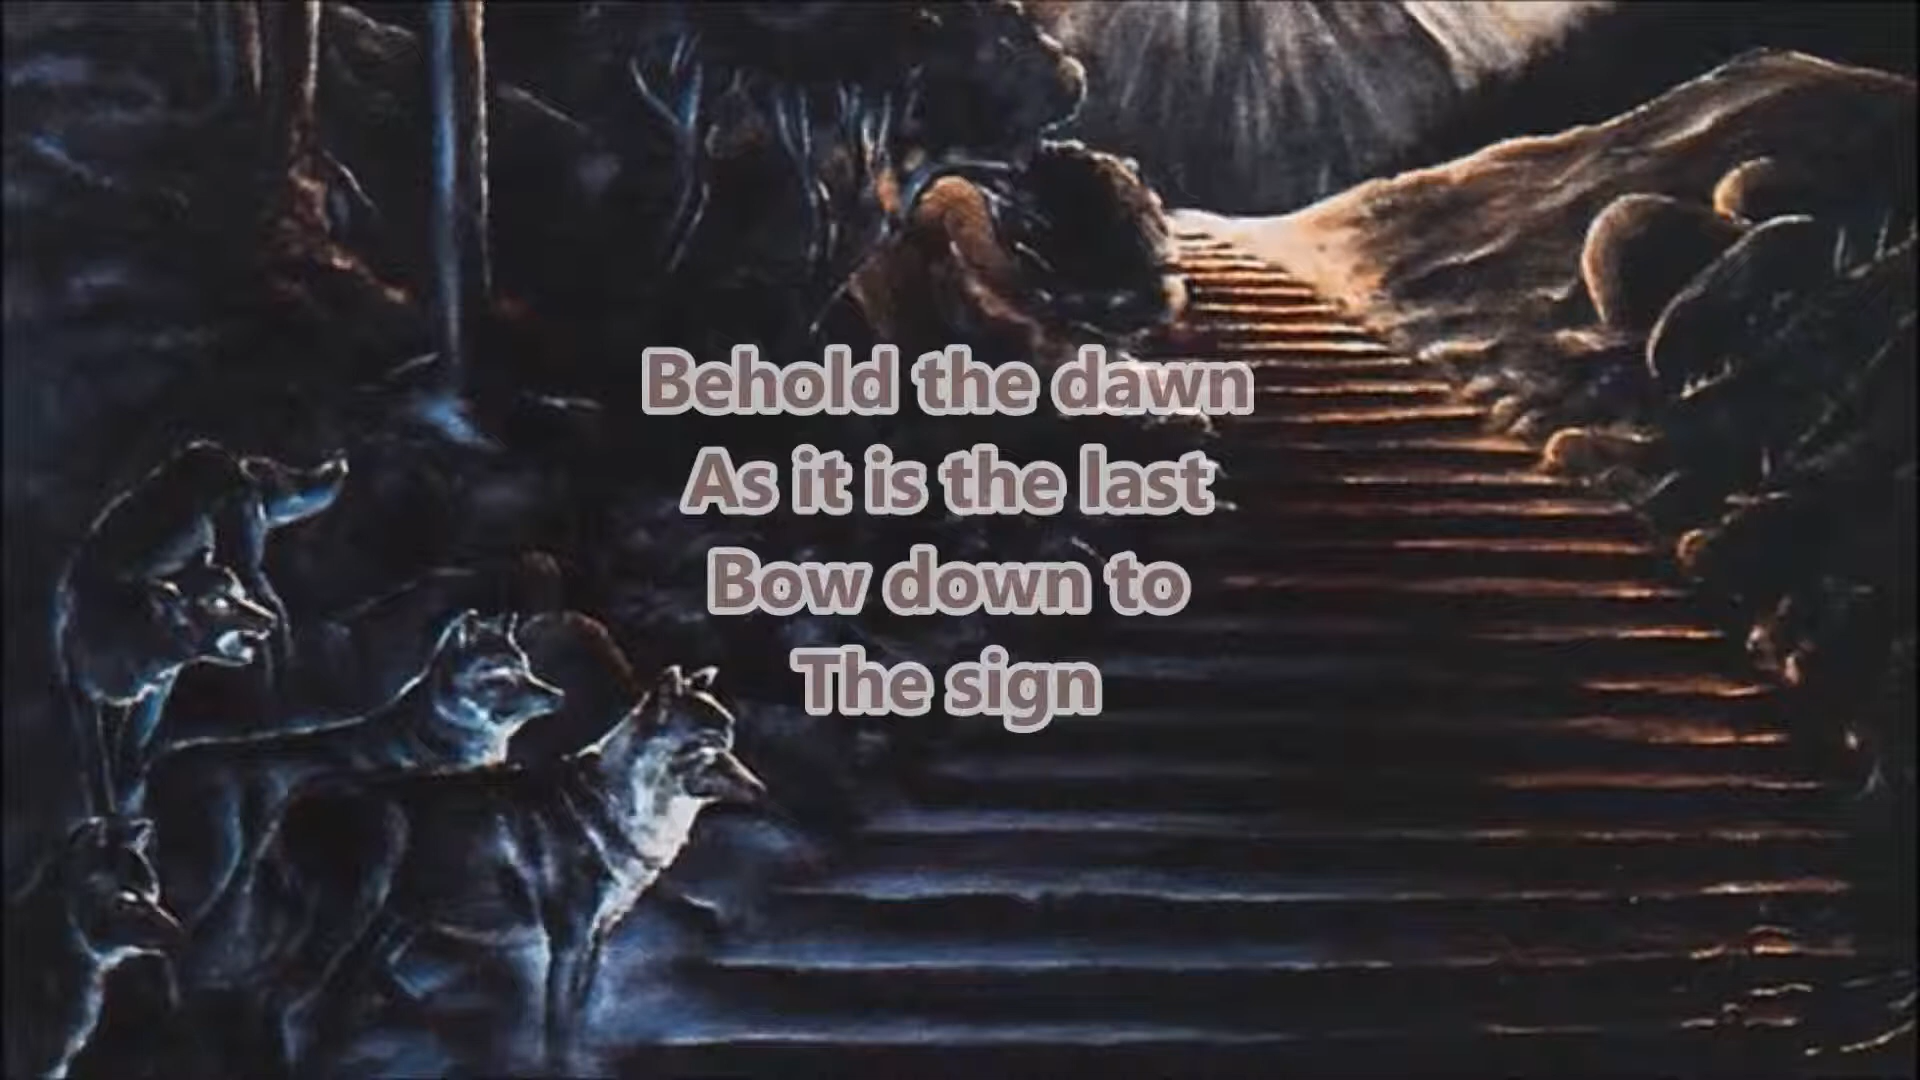 Behold the dawn
As it is the last
Bow down to
The sign